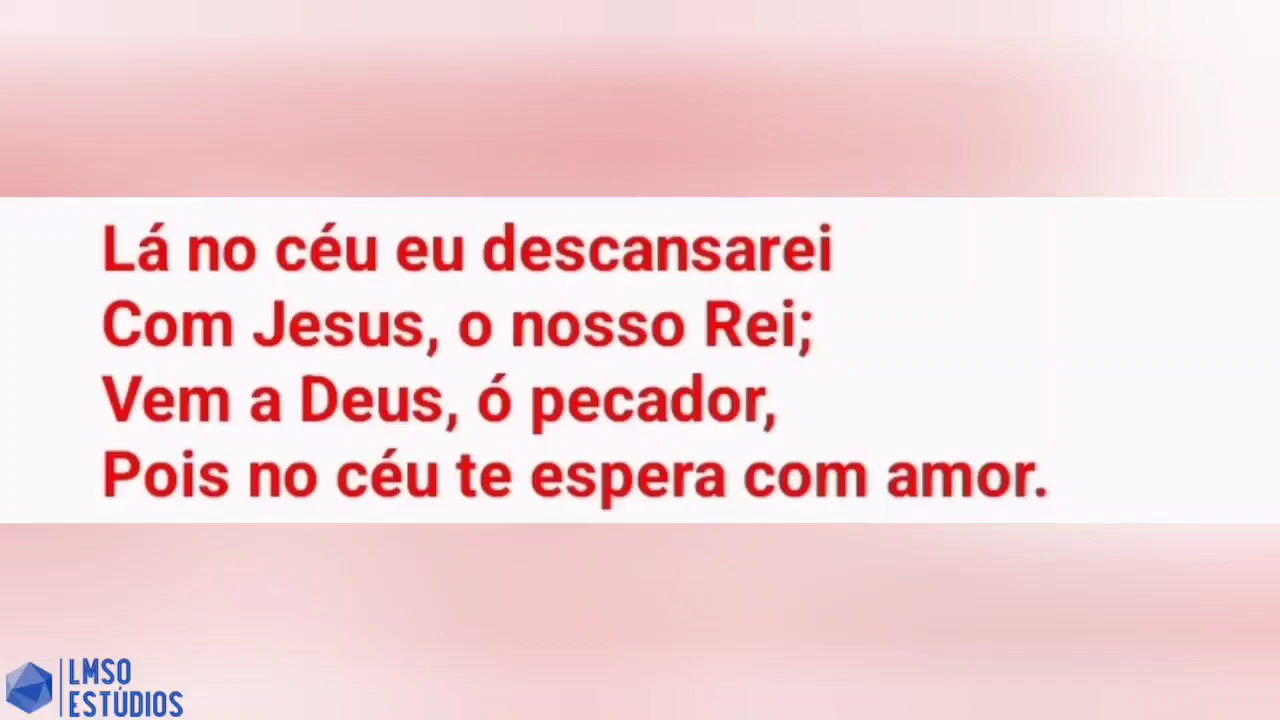 Lá no céu eu descansarei
Com Jesus, o nosso Rei;
Vem a Deus, ó pecador,
Pois no céu te espera com amor.
LMSO
ESTÚDIOS